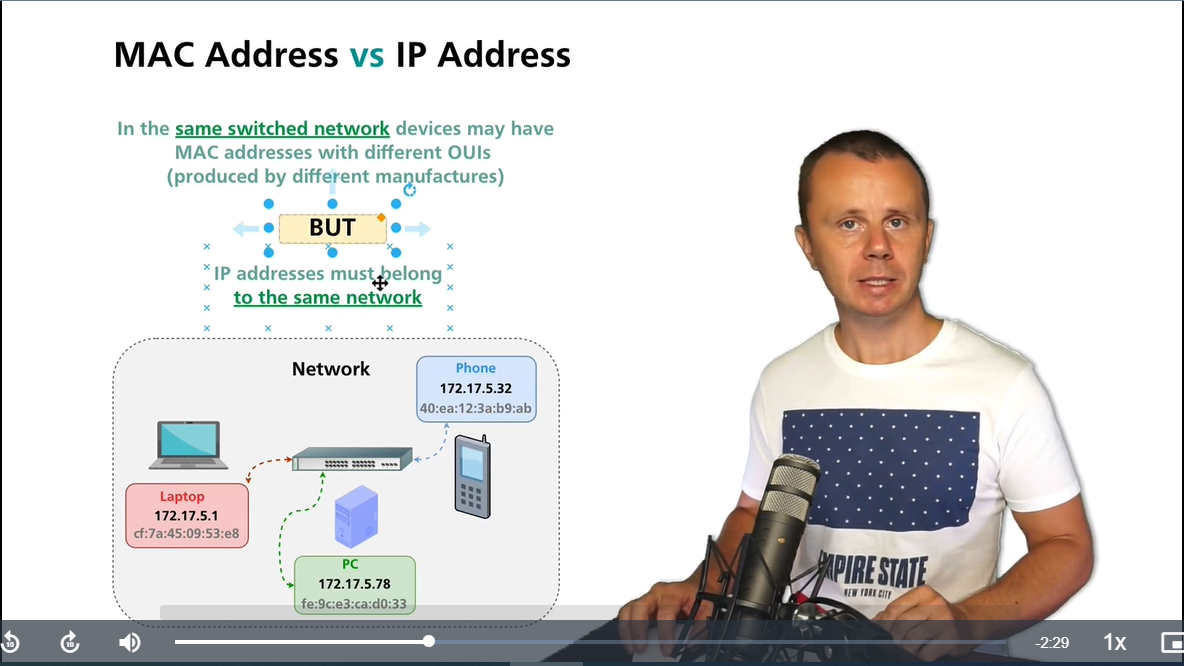 MAC Address vs IP Address
In the same switched network devices may have
MAC addresses with different OUIs
(produced by different manufactures)
BUT
IP addresses must belong
to the same network
Network
Phone
172.17.5.32
40:ea:12:3a:b9:ab
Laptop
172.17.5.1
cf:7a:45:09:53:e8
2
PC
172.17.5.78
fe:9c:e3:ca:d0:33
EMPIRE STATE
NEW YORK CITY
10
10
-2:29
1x